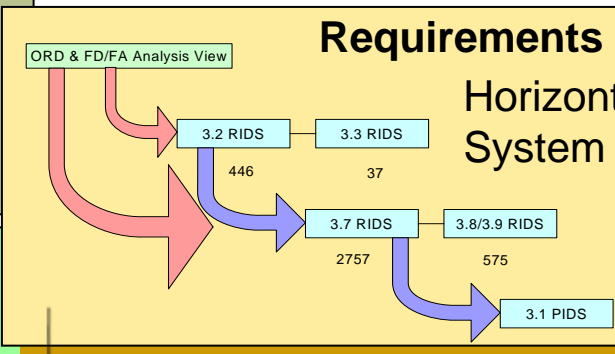 Requirements
ORD & FD/FA Analysis View
Horizont
System
3.2 RIDS
3.3 RIDS
446
37
3.7 RIDS
3.8/3.9 RIDS
2757
575
3.1 PIDS